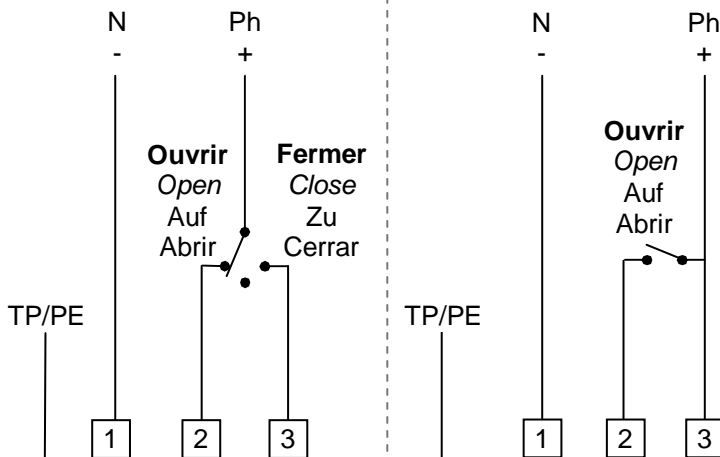 N Ph
- +
Ouvrir
Open
Auf
Abrir
Fermer
Close
Zu
Cerrar
TP/PE
1 2 3
N Ph
- +
Ouvrir
Open
Auf
Abrir
TP/PE
1 2 3